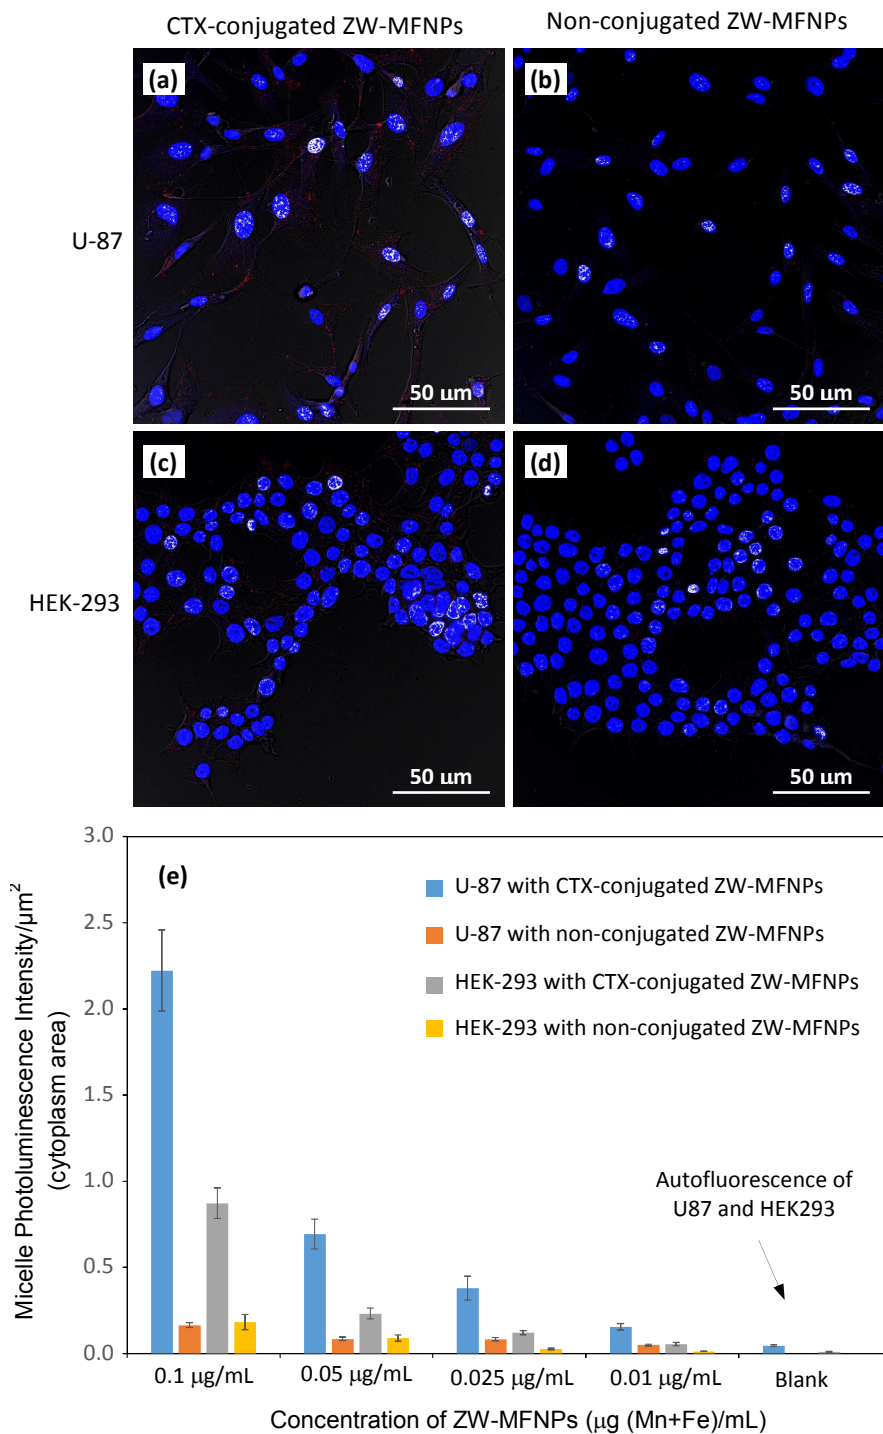 CTX-conjugated ZW-MFNPs
Non-conjugated ZW-MFNPs
(a)
(b)
U-87
50 μm
50 μm
(c)
(d)
HEK-293
50 μm
50 μm
3.0
2.5
2.0
1.5
1.0
0.5
0.0
Micelle Photoluminescence Intensity/μm²
(cytoplasm area)
(e)
U-87 with CTX-conjugated ZW-MFNPs
U-87 with non-conjugated ZW-MFNPs
HEK-293 with CTX-conjugated ZW-MFNPs
HEK-293 with non-conjugated ZW-MFNPs
Autofluorescence of
U87 and HEK293
0.1 μg/mL
0.05 μg/mL
0.025 μg/mL
0.01 μg/mL
Blank
Concentration of ZW-MFNPs (μg (Mn+Fe)/mL)